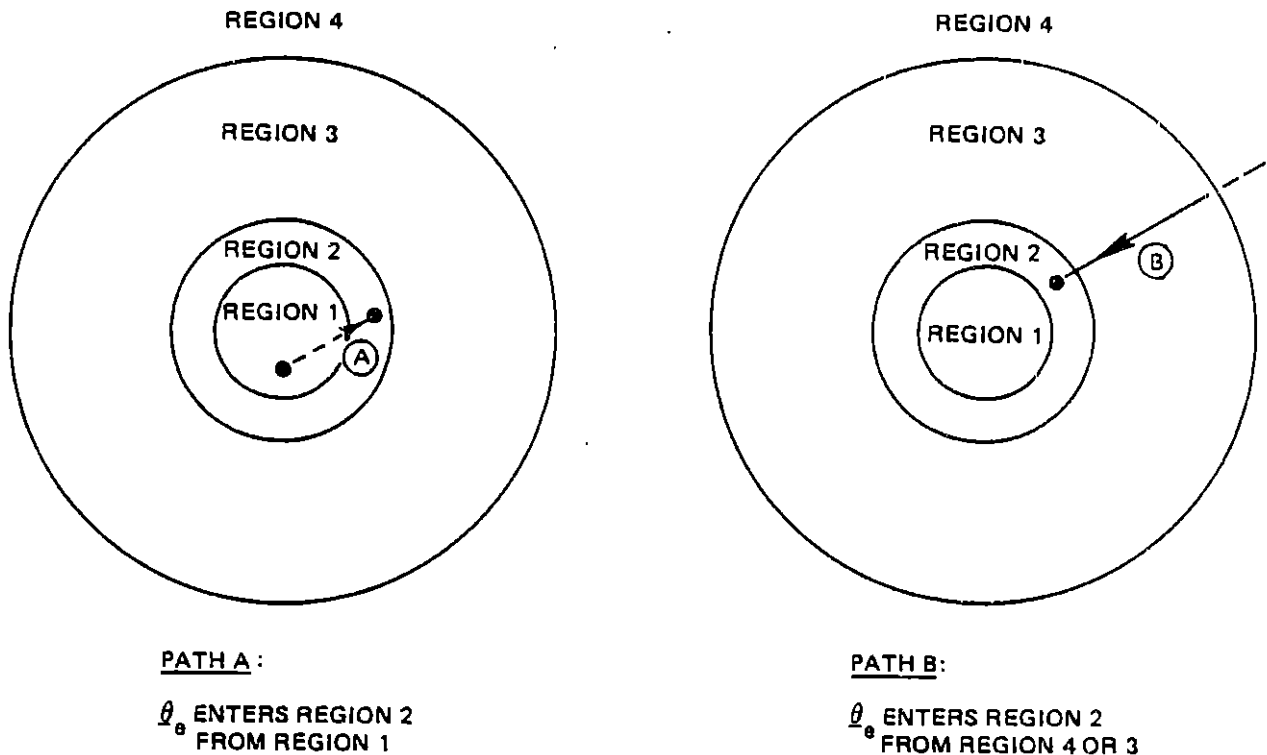 REGION 4
REGION 3
REGION 2
REGION 1
A
PATH A:
θe ENTERS REGION 2
FROM REGION 1
REGION 4
REGION 3
REGION 2
REGION 1
B
PATH B:
θe ENTERS REGION 2
FROM REGION 4 OR 3